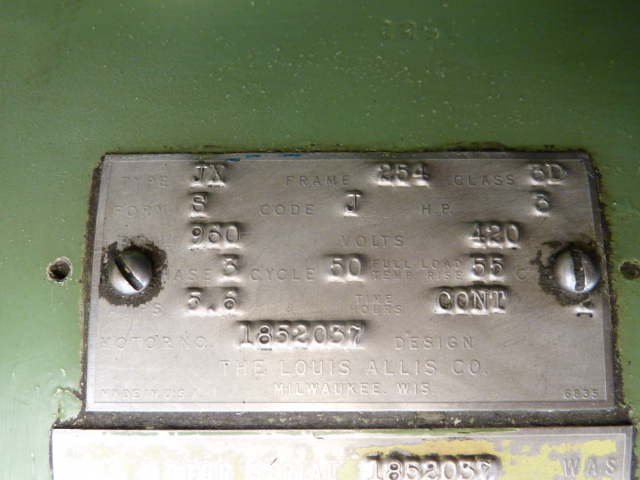 TYPE JX FRAME 254 CLASS 3D
FORM S CODE J H.P. 3
960 VOLTS 420
PHASE 3 CYCLE 50 FULL LOAD TEMP RISE 55 °C
AMPS 5.6 TIME HOURS CONT
MOTOR NO. 1852037 DESIGN
THE LOUIS ALLIS CO.
MILWAUKEE, WIS.
MADE IN U.S.A. 6835
MOTOR SERIAL 1852037 WAS